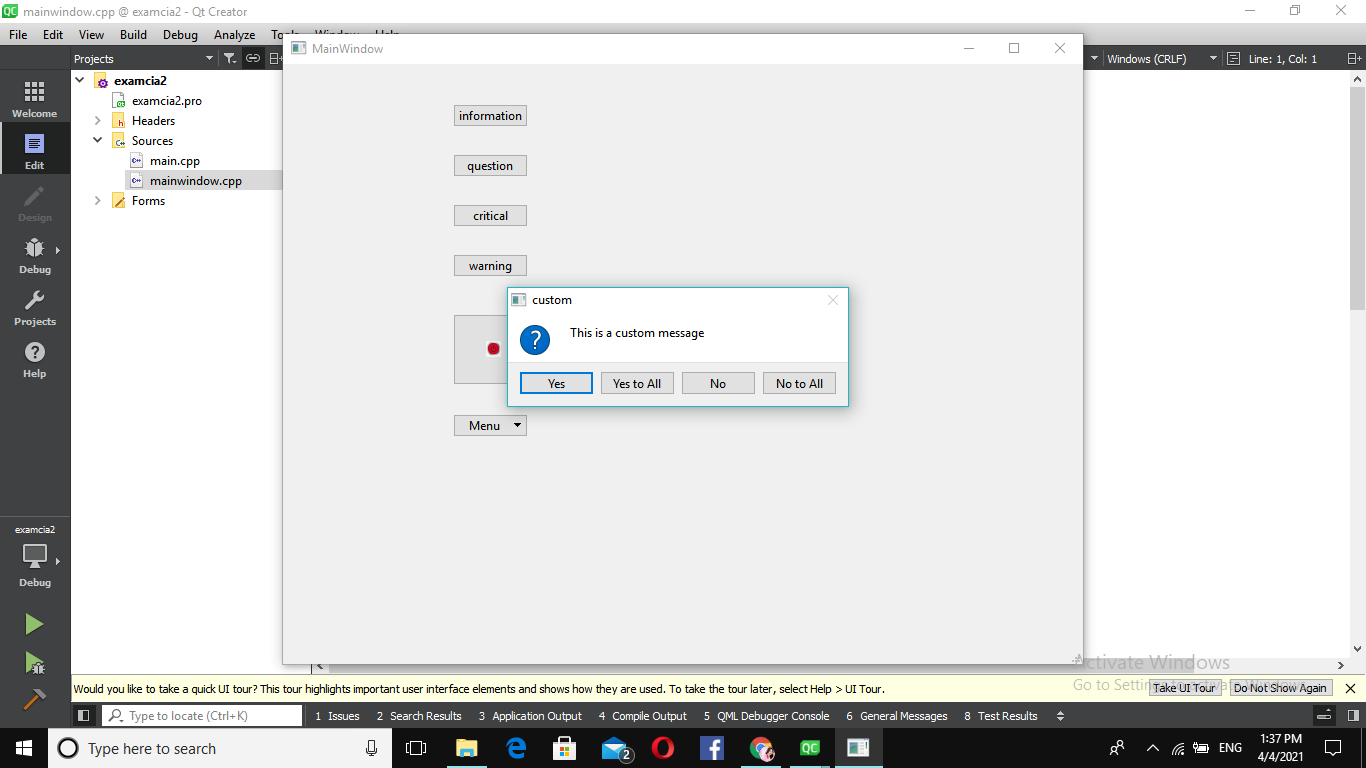 mainwindow.cpp @ examcia2 - Qt Creator
File Edit View Build Debug Analyze
Projects
Windows (CRLF) Line: 1, Col: 1
MainWindow
examcia2
examcia2.pro
Headers
Sources
main.cpp
mainwindow.cpp
Forms
Welcome
Edit
Design
Debug
Projects
Help
examcia2
Debug
information
question
critical
warning
custom
?
This is a custom message
Yes Yes to All No No to All
Menu
Activate Windows
Go to Settings to activate Windows.
Would you like to take a quick UI tour? This tour highlights important user interface elements and shows how they are used. To take the tour later, select Help > UI Tour.
Take UI Tour Do Not Show Again
Type to locate (Ctrl+K) 1 Issues 2 Search Results 3 Application Output 4 Compile Output 5 QML Debugger Console 6 General Messages 8 Test Results
Type here to search
2
QC
ENG
1:37 PM
4/4/2021